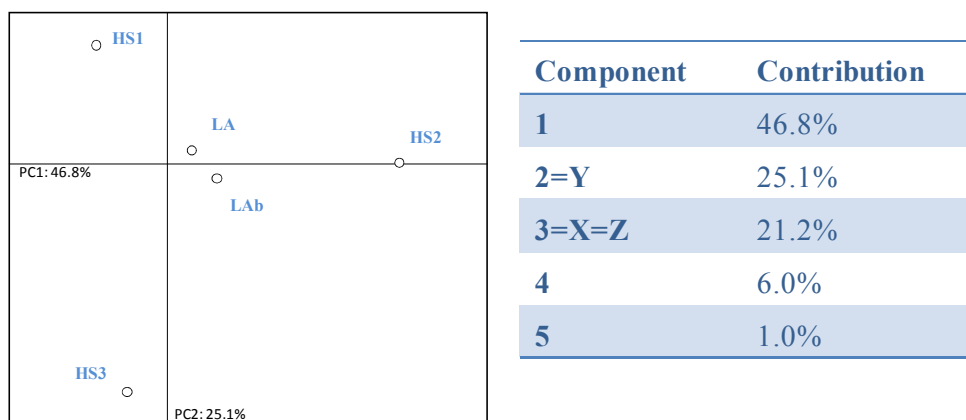 HS1
LA
HS2
PC1: 46.8%
LAb
HS3
PC2: 25.1%
Component Contribution
1 46.8%
2=Y 25.1%
3=X=Z 21.2%
4 6.0%
5 1.0%